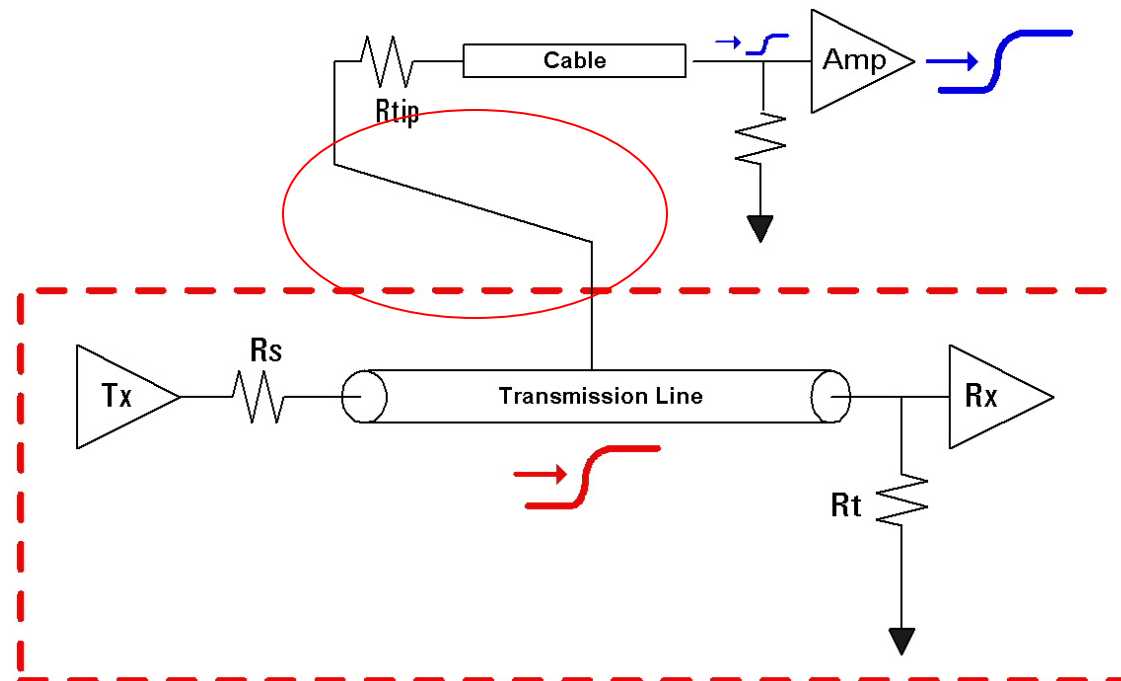 Cable
Amp
Rtip
Rs
Tx
Transmission Line
Rx
Rt